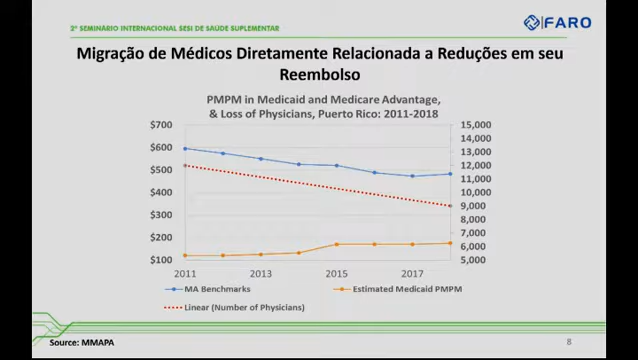 2º SEMINÁRIO INTERNACIONAL SESI DE SAÚDE SUPLEMENTAR
FARO
Migração de Médicos Diretamente Relacionada a Reduções em seu
Reembolso
PMPM in Medicaid and Medicare Advantage,
& Loss of Physicians, Puerto Rico: 2011-2018
$700 15,000
$600 14,000
13,000
$500 12,000
11,000
$400 10,000
$300 9,000
8,000
$200 7,000
6,000
$100 5,000
2011 2013 2015 2017
MA Benchmarks Estimated Medicaid PMPM
Linear (Number of Physicians)
Source: MMAPA 8